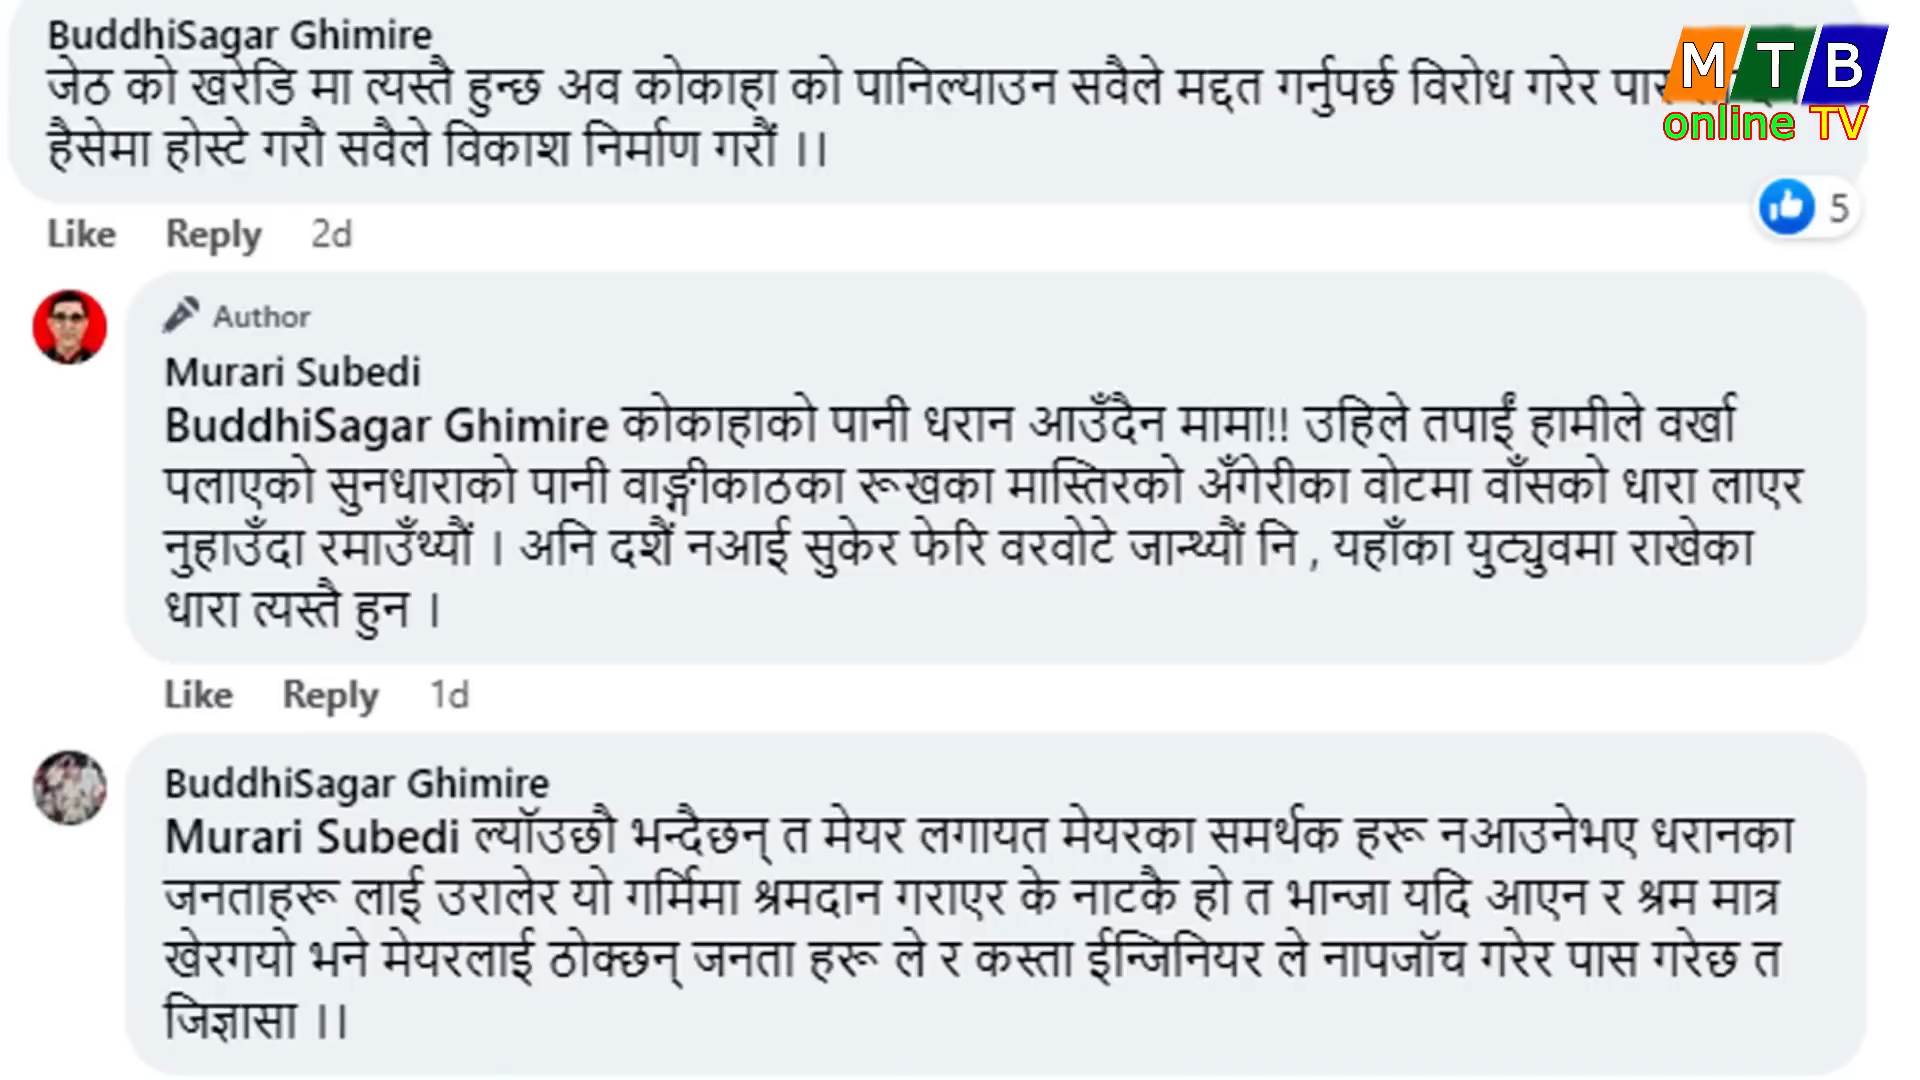 BuddhiSagar Ghimire
जेठ को खरेडि मा त्यस्तै हुन्छ अव कोकाहा को पानिल्याउन सवैले मद्दत गर्नुपर्छ विरोध गरेर पार
हैसेमा होस्टे गरौ सवैले विकाश निर्माण गरौं ।।
MTB
online TV
5
Like Reply 2d
Author
Murari Subedi
BuddhiSagar Ghimire कोकाहाको पानी धरान आउँदैन मामा!! उहिले तपाईं हामीले वर्खा
पलाएको सुनधाराको पानी वाङ्गीकाठका रूखका मास्तिरको अँगेरीका वोटमा वाँसको धारा लाएर
नुहाउँदा रमाउँथ्यौं । अनि दशैं नआई सुकेर फेरि वरवोटे जान्थ्यौं नि , यहाँका युट्युवमा राखेका
धारा त्यस्तै हुन ।
Like Reply 1d
BuddhiSagar Ghimire
Murari Subedi ल्याॅउछौ भन्दैछन् त मेयर लगायत मेयरका समर्थक हरू नआउनेभए धरानका
जनताहरू लाई उरालेर यो गर्मिमा श्रमदान गराएर के नाटकै हो त भान्जा यदि आएन र श्रम मात्र
खेरगयो भने मेयरलाई ठोक्छन् जनता हरू ले र कस्ता ईन्जिनियर ले नापजाॅच गरेर पास गरेछ त
जिज्ञासा ।।